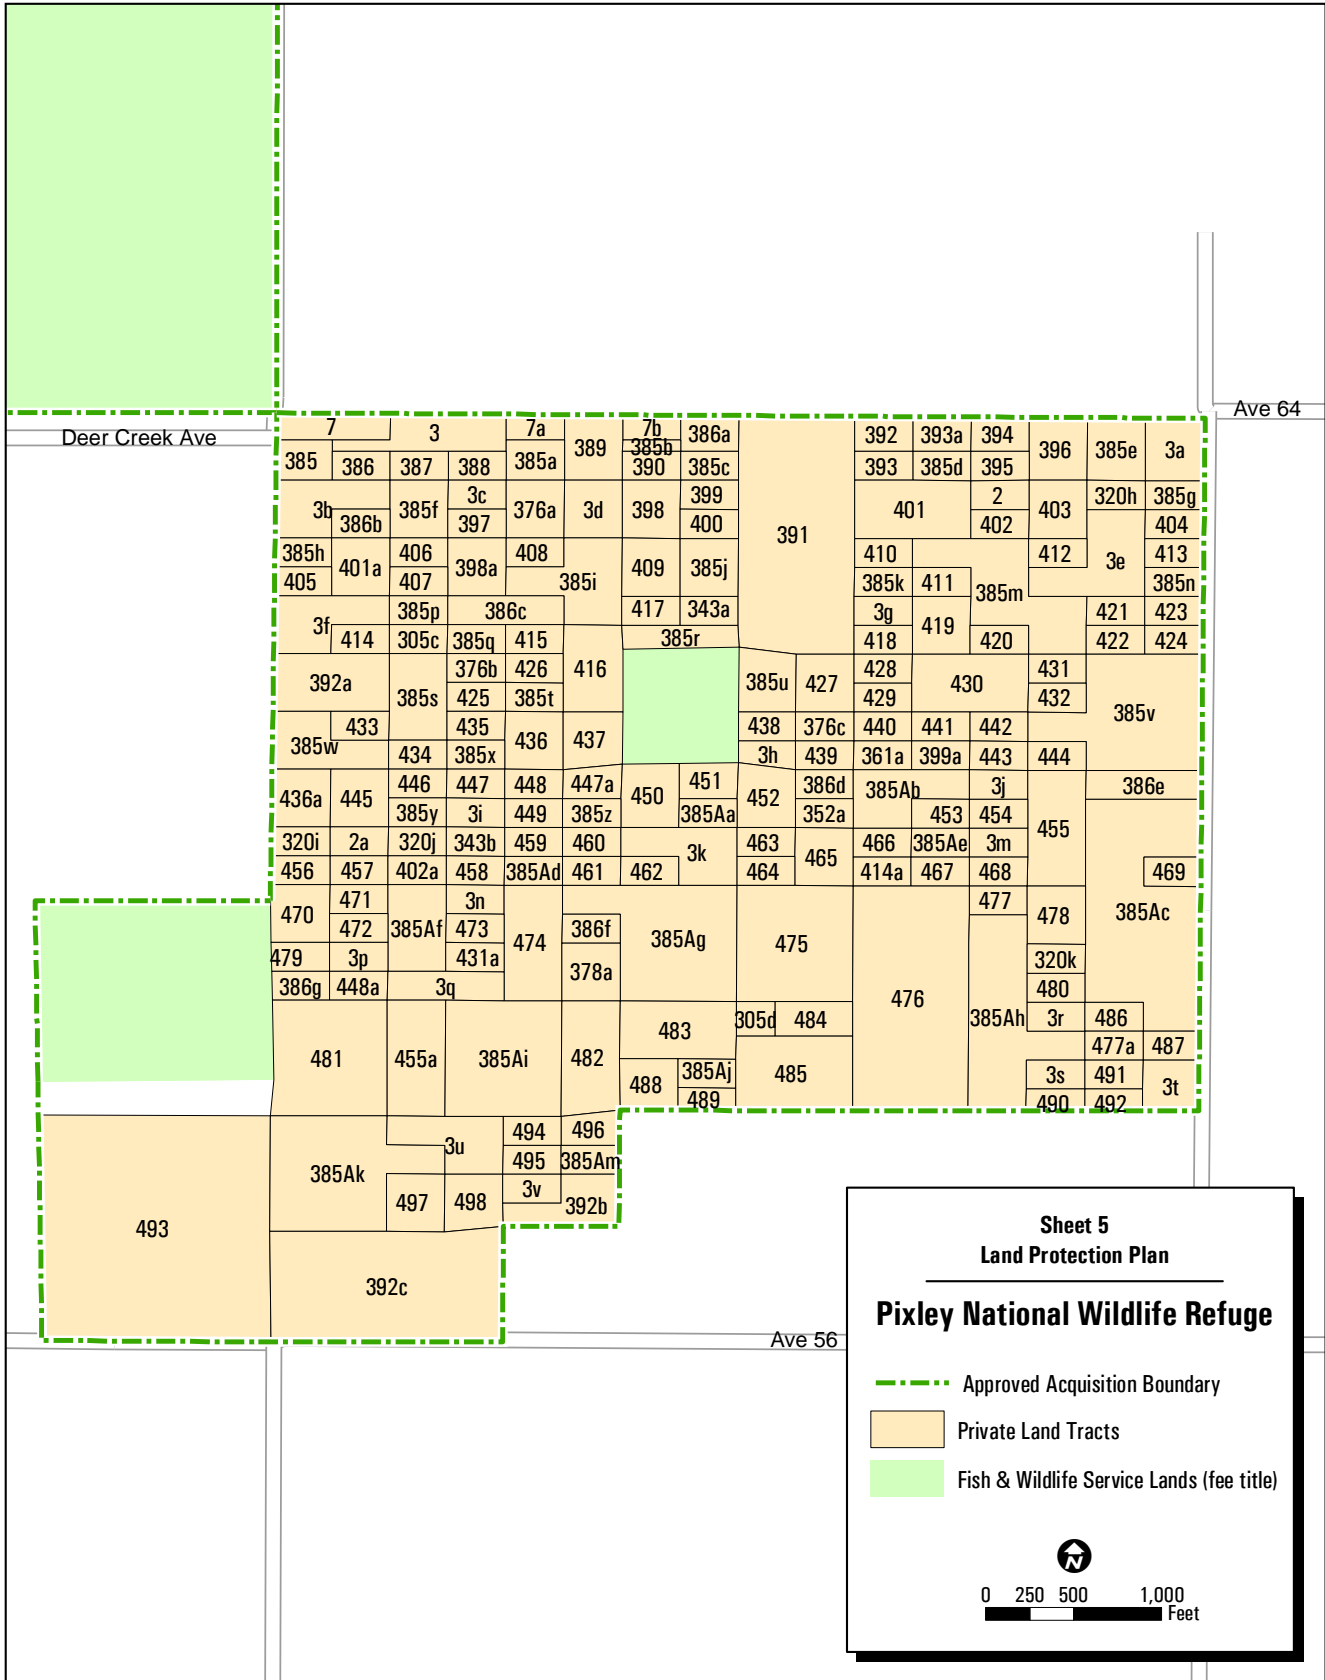 Ave 64
Deer Creek Ave
7 3 7a 389 7b 386a 392 393a 394 396 385e 3a
385b
385 386 387 388 385a 390 385c 393 385d 395
3b 386b 385f 3c 376a 3d 398 399 391 401 2 403 320h 385g
397 400 402 404
385h 401a 406 398a 408 385i 409 385j 410 385m 412 3e 413
405 407 385k 411 385n
3f 385p 386c 417 343a 3g 419 421 423
414 305c 385q 415 385r 418 420 422 424
392a 385s 376b 426 416 385u 427 428 430 431 385v
425 385t 429 432
385w 433 435 436 437 438 376c 440 441 442
434 385x 3h 439 361a 399a 443 444
436a 445 446 447 448 447a 450 451 452 386d 385Ab 3j 455 386e
385y 3i 449 385z 385Aa 352a 453 454
320i 2a 320j 343b 459 460 3k 463 465 466 385Ae 3m
456 457 402a 458 385Ad 461 462 464 414a 467 468 469
470 471 385Af 3n 474 385Ag 475 476 477 478 385Ac
472 473 386f
479 3p 431a 378a 320k
386g 448a 3q 480
481 455a 385Ai 482 483 305d 484 385Ah 3r 486
477a 487
488 385Aj 485 3s 491 3t
489 490 492
385Ak 3u 494 496
495 385Am
493 497 498 3v 392b
392c
Ave 56
Sheet 5
Land Protection Plan
Pixley National Wildlife Refuge
Approved Acquisition Boundary
Private Land Tracts
Fish & Wildlife Service Lands (fee title)
N
0 250 500 1,000
Feet